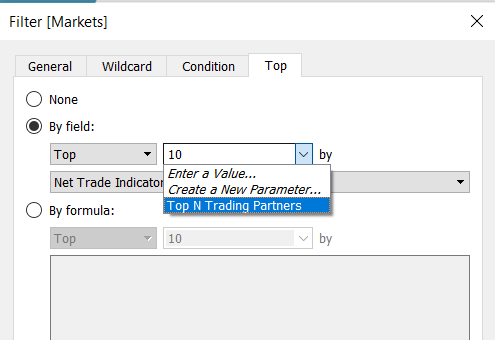 Filter [Markets]
General Wildcard Condition Top
None
By field:
Top 10 by
Enter a Value...
Net Trade Indicator
Create a New Parameter...
Top N Trading Partners
By formula:
Top 10 by